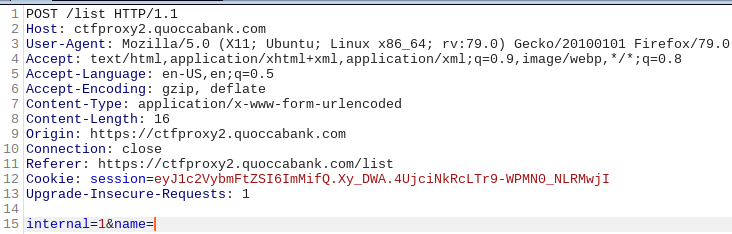 1 POST /list HTTP/1.1
2 Host: ctfproxy2.quoccabank.com
3 User-Agent: Mozilla/5.0 (X11; Ubuntu; Linux x86_64; rv:79.0) Gecko/20100101 Firefox/79.0
4 Accept: text/html,application/xhtml+xml,application/xml;q=0.9,image/webp,*/*;q=0.8
5 Accept-Language: en-US,en;q=0.5
6 Accept-Encoding: gzip, deflate
7 Content-Type: application/x-www-form-urlencoded
8 Content-Length: 16
9 Origin: https://ctfproxy2.quoccabank.com
10 Connection: close
11 Referer: https://ctfproxy2.quoccabank.com/list
12 Cookie: session=eyJ1c2VybmFtZSI6ImMifQ.Xy_DWA.4UjciNkRcLTr9-WPMN0_NLRMwjI
13 Upgrade-Insecure-Requests: 1
14
15 internal=1&name=